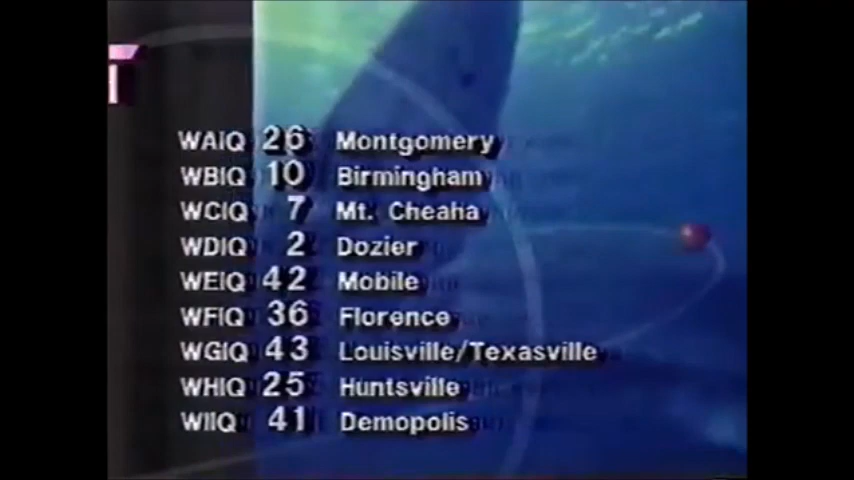 T
WAIQ 26 Montgomery
WBIQ 10 Birmingham
WCIQ 7 Mt. Cheaha
WDIQ 2 Dozier
WEIQ 42 Mobile
WFIQ 36 Florence
WGIQ 43 Louisville/Texasville
WHIQ 25 Huntsville
WIIQ 41 Demopolis